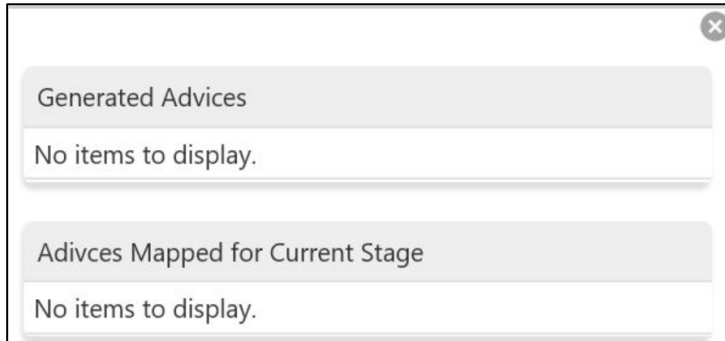 Generated Advices
No items to display.
Adivces Mapped for Current Stage
No items to display.